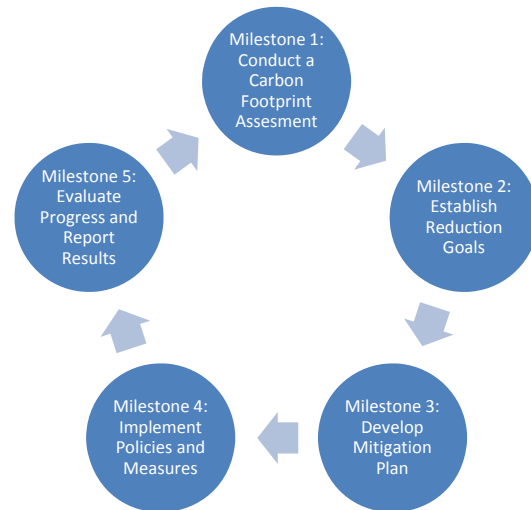 Milestone 1:
Conduct a
Carbon
Footprint
Assesment
Milestone 2:
Establish
Reduction
Goals
Milestone 3:
Develop
Mitigation
Plan
Milestone 4:
Implement
Policies and
Measures
Milestone 5:
Evaluate
Progress and
Report
Results